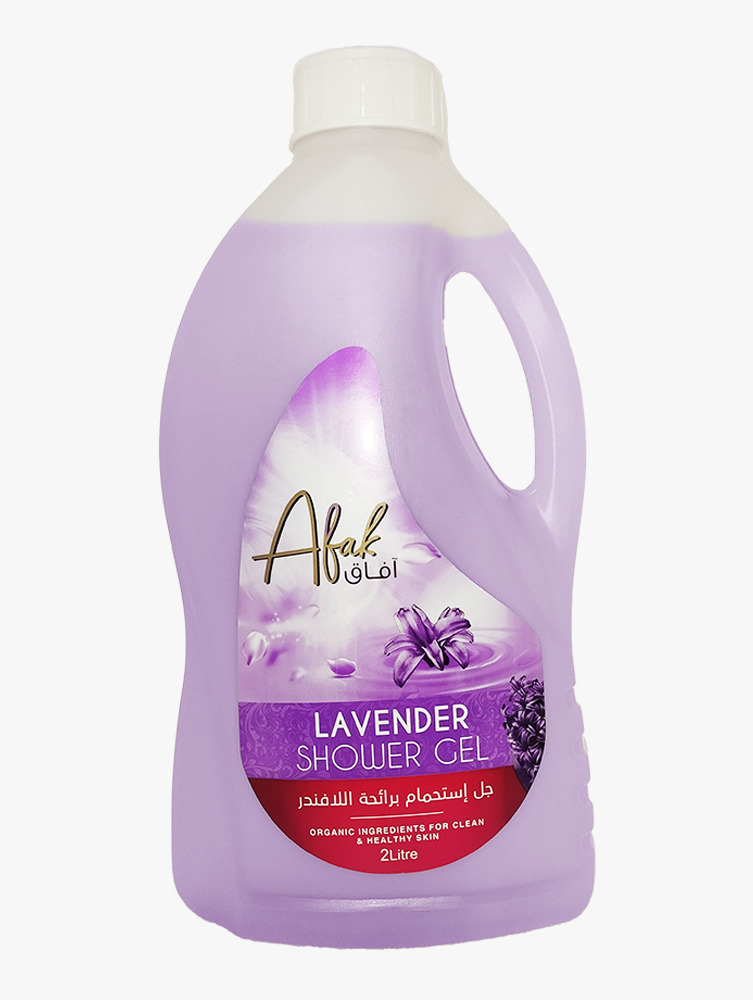 Afak
آفاق
LAVENDER
SHOWER GEL
جل إستحمام برائحة اللافندر
ORGANIC INGREDIENTS FOR CLEAN
& HEALTHY SKIN
2Litre